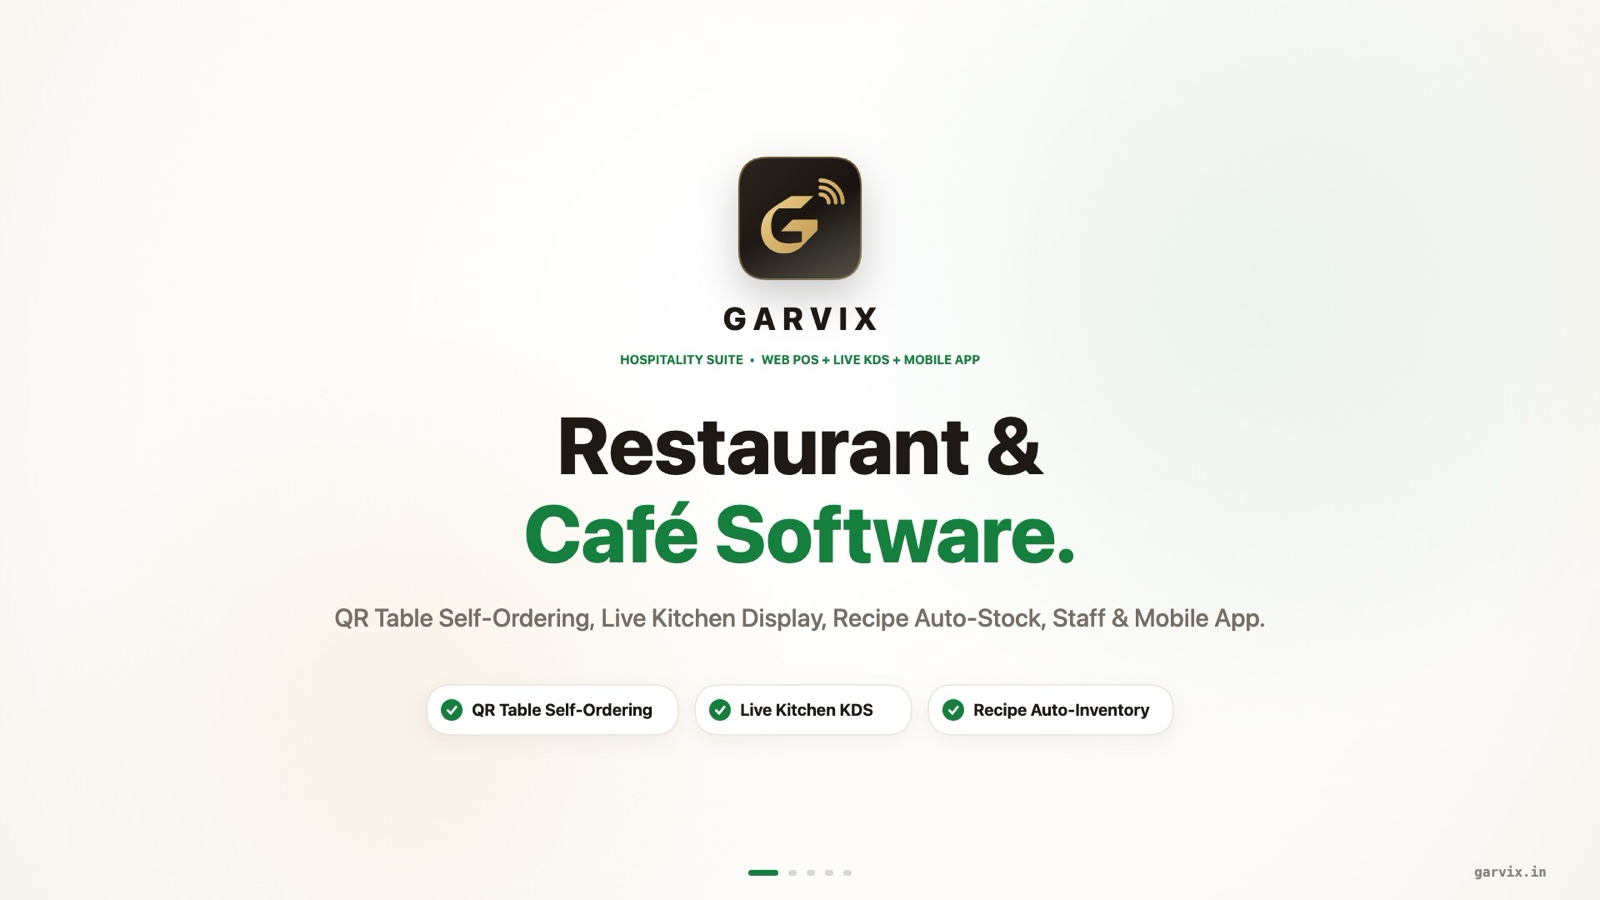 G
GARVIX
HOSPITALITY SUITE • WEB POS + LIVE KDS + MOBILE APP
Restaurant &
Café Software.
QR Table Self-Ordering, Live Kitchen Display, Recipe Auto-Stock, Staff & Mobile App.
QR Table Self-Ordering
Live Kitchen KDS
Recipe Auto-Inventory
garvix.in